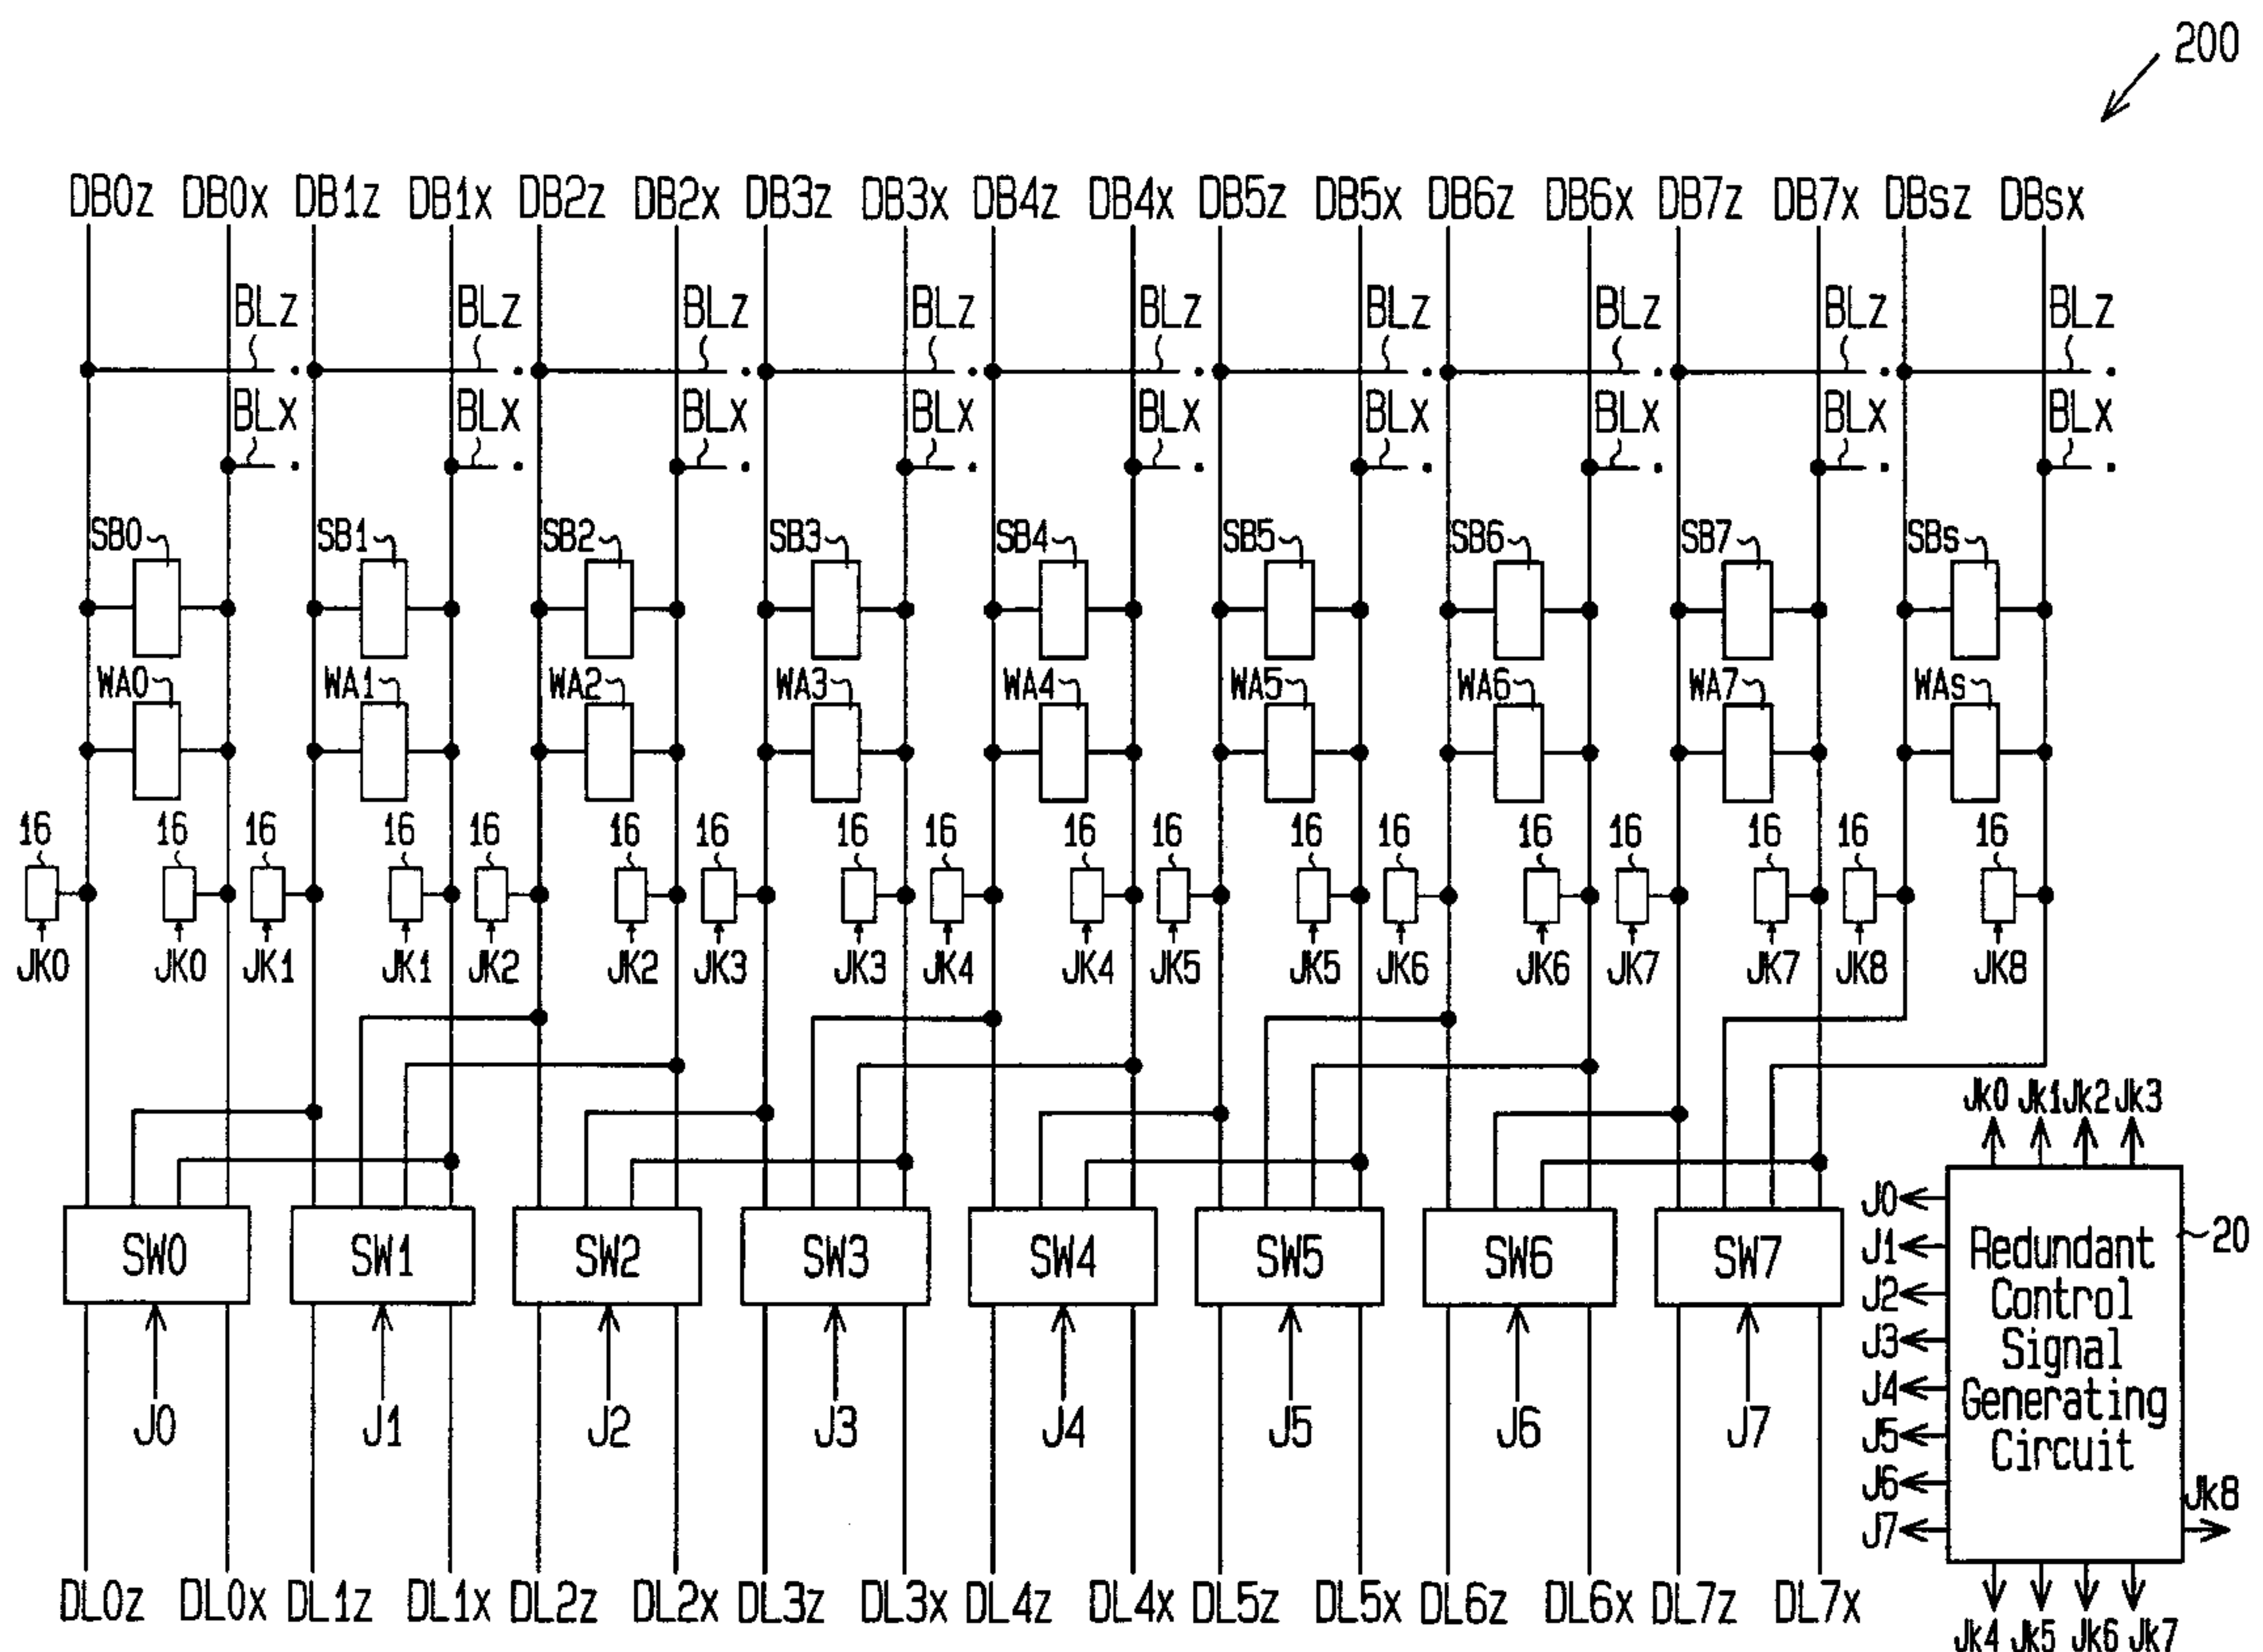 200
DB0z DB0x DB1z DB1x DB2z DB2x DB3z DB3x DB4z DB4x DB5z DB5x DB6z DB6x DB7z DB7x DBsz DBsx
BLz BLz BLz BLz BLz BLz BLz BLz BLz
BLx BLx BLx BLx BLx BLx BLx BLx BLx
SB0 SB1 SB2 SB3 SB4 SB5 SB6 SB7 SBs
WA0 WA1 WA2 WA3 WA4 WA5 WA6 WA7 WAs
16 16 16 16 16 16 16 16 16 16 16 16 16 16 16 16 16 16
JK0 JK0 JK1 JK1 JK2 JK2 JK3 JK3 JK4 JK4 JK5 JK5 JK6 JK6 JK7 JK7 JK8 JK8
SW0 SW1 SW2 SW3 SW4 SW5 SW6 SW7
J0 J1 J2 J3 J4 J5 J6 J7
DL0z DL0x DL1z DL1x DL2z DL2x DL3z DL3x DL4z DL4x DL5z DL5x DL6z DL6x DL7z DL7x
Jk0 Jk1 Jk2 Jk3
J0
J1
J2
J3
J4
J5
J6
J7
Redundant
Control
Signal
Generating
Circuit
20
Jk8
Jk4 Jk5 Jk6 Jk7